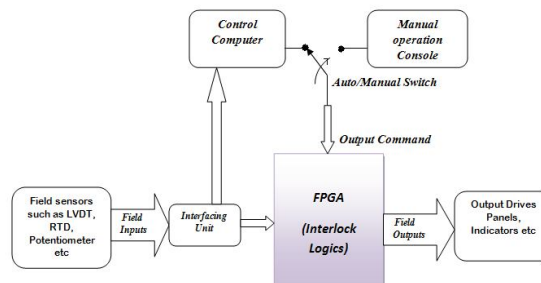 Control
Computer
Manual
operation
Console
Auto/Manual Switch
Output Command
Field sensors
such as LVDT,
RTD,
Potentiometer
etc
Field
Inputs
Interfacing
Unit
FPGA
(Interlock
Logics)
Field
Outputs
Output Drives
Panels,
Indicators etc